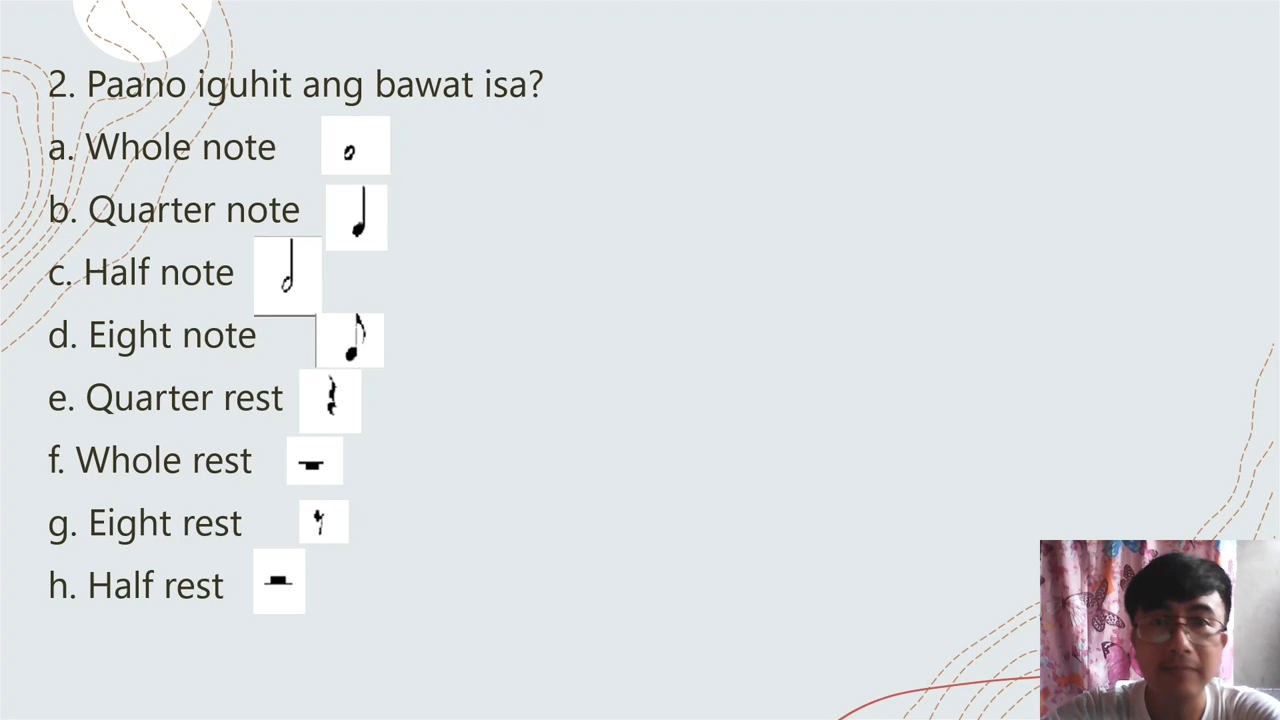 2. Paano iguhit ang bawat isa?
a. Whole note
b. Quarter note
c. Half note
d. Eight note
e. Quarter rest
f. Whole rest
g. Eight rest
h. Half rest